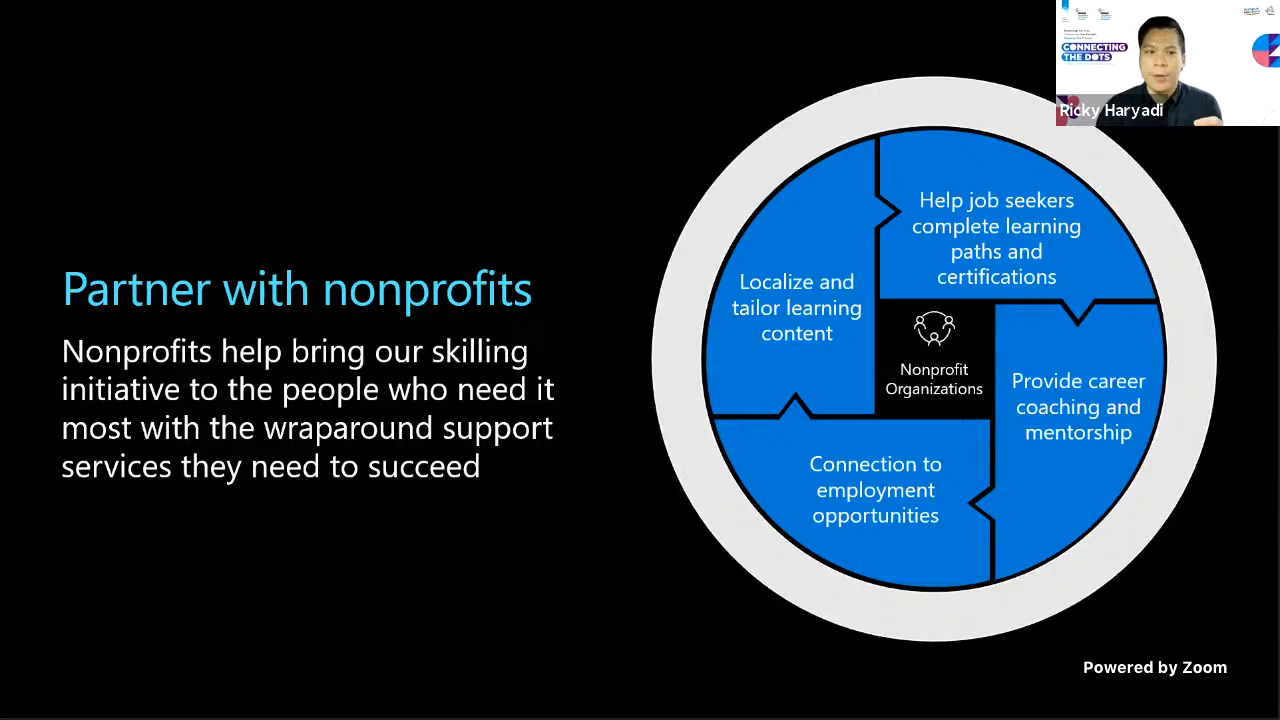 Partner with nonprofits
Nonprofits help bring our skilling
initiative to the people who need it
most with the wraparound support
services they need to succeed
Localize and
tailor learning
content
Help job seekers
complete learning
paths and
certifications
Nonprofit
Organizations
Provide career
coaching and
mentorship
Connection to
employment
opportunities
CONNECTING
THE DOTS
Ricky Haryadi
Powered by Zoom